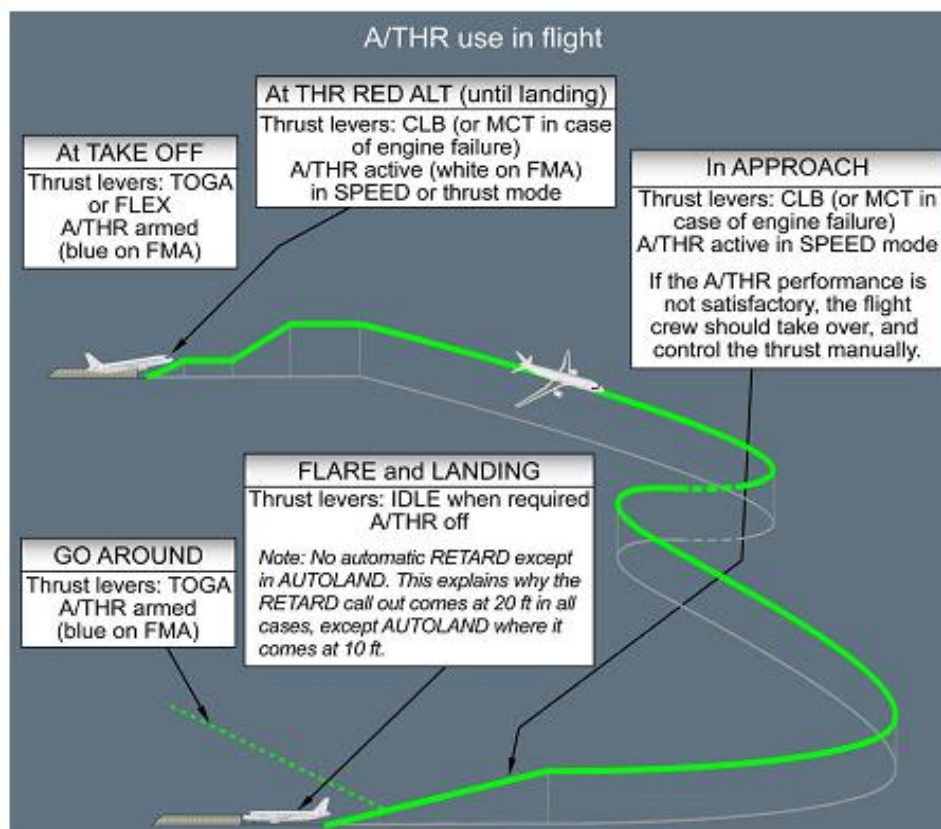 A/THR use in flight
At TAKE OFF
Thrust levers: TOGA
or FLEX
A/THR armed
(blue on FMA)
At THR RED ALT (until landing)
Thrust levers: CLB (or MCT in case
of engine failure)
A/THR active (white on FMA)
in SPEED or thrust mode
In APPROACH
Thrust levers: CLB (or MCT in
case of engine failure)
A/THR active in SPEED mode
If the A/THR performance is
not satisfactory, the flight
crew should take over, and
control the thrust manually.
FLARE and LANDING
Thrust levers: IDLE when required
A/THR off
Note: No automatic RETARD except
in AUTOLAND. This explains why the
RETARD call out comes at 20 ft in all
cases, except AUTOLAND where it
comes at 10 ft.
GO AROUND
Thrust levers: TOGA
A/THR armed
(blue on FMA)